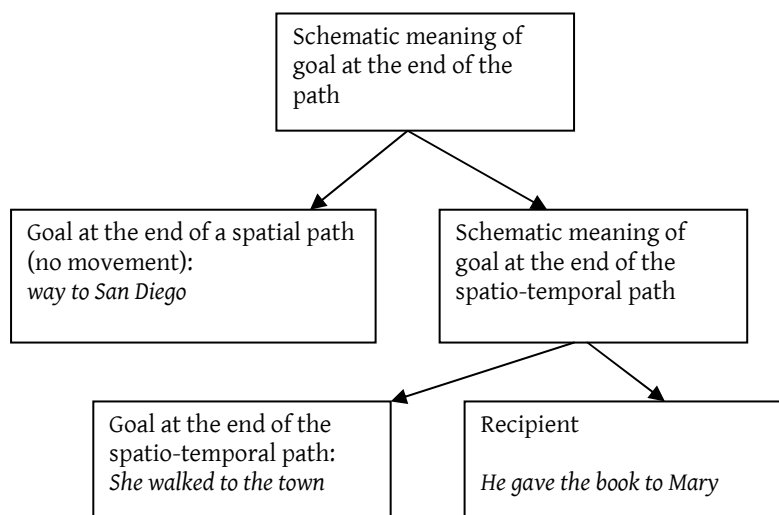 Schematic meaning of
goal at the end of the
path
Goal at the end of a spatial path
(no movement):
way to San Diego
Schematic meaning of
goal at the end of the
spatio-temporal path
Goal at the end of the
spatio-temporal path:
She walked to the town
Recipient
He gave the book to Mary